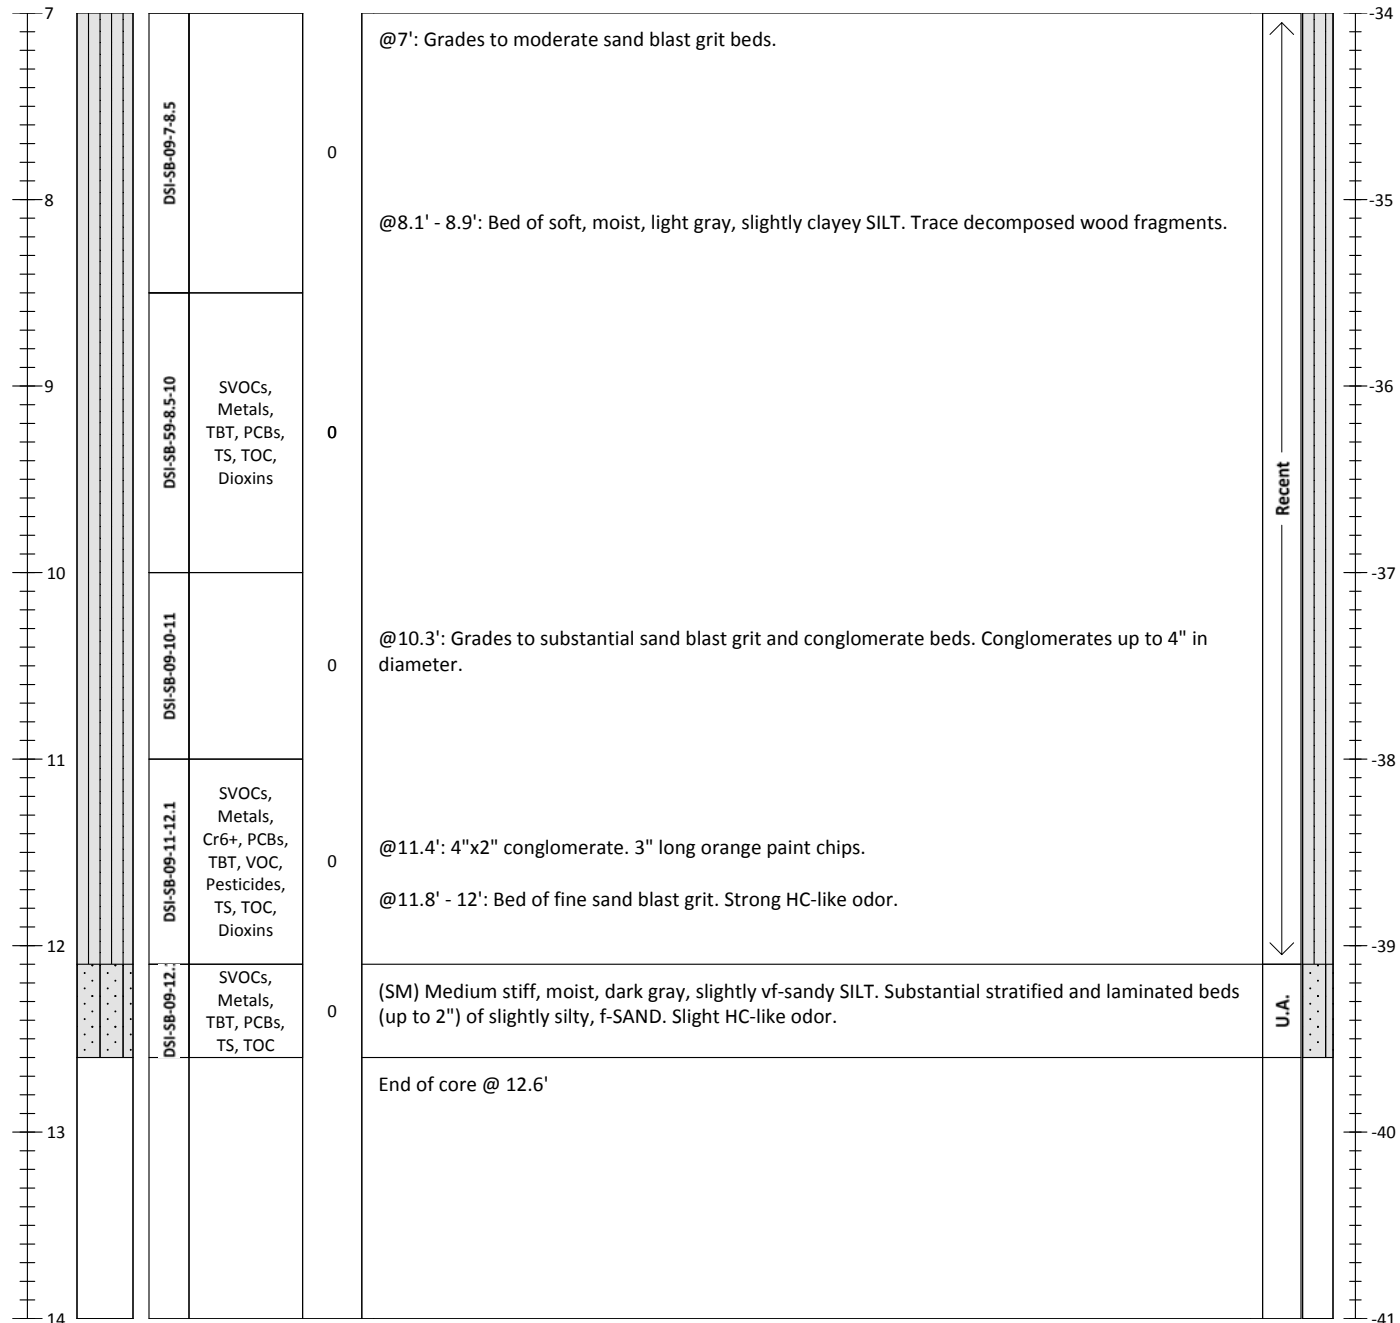 7
-34
@7': Grades to moderate sand blast grit beds.
DSI-SB-09-7-8.5
0
8
-35
@8.1' - 8.9': Bed of soft, moist, light gray, slightly clayey SILT. Trace decomposed wood fragments.
9
-36
DSI-SB-59-8.5-10
SVOCs,
Metals,
TBT, PCBs,
TS, TOC,
Dioxins
0
Recent
10
-37
DSI-SB-09-10-11
0
@10.3': Grades to substantial sand blast grit and conglomerate beds. Conglomerates up to 4" in
diameter.
11
-38
DSI-SB-09-11-12.1
SVOCs,
Metals,
Cr6+, PCBs,
TBT, VOC,
Pesticides,
TS, TOC,
Dioxins
0
@11.4': 4"x2" conglomerate. 3" long orange paint chips.
@11.8' - 12': Bed of fine sand blast grit. Strong HC-like odor.
12
-39
DSI-SB-09-12.
SVOCs,
Metals,
TBT, PCBs,
TS, TOC
0
(SM) Medium stiff, moist, dark gray, slightly vf-sandy SILT. Substantial stratified and laminated beds
(up to 2") of slightly silty, f-SAND. Slight HC-like odor.
U.A.
End of core @ 12.6'
13
-40
14
-41